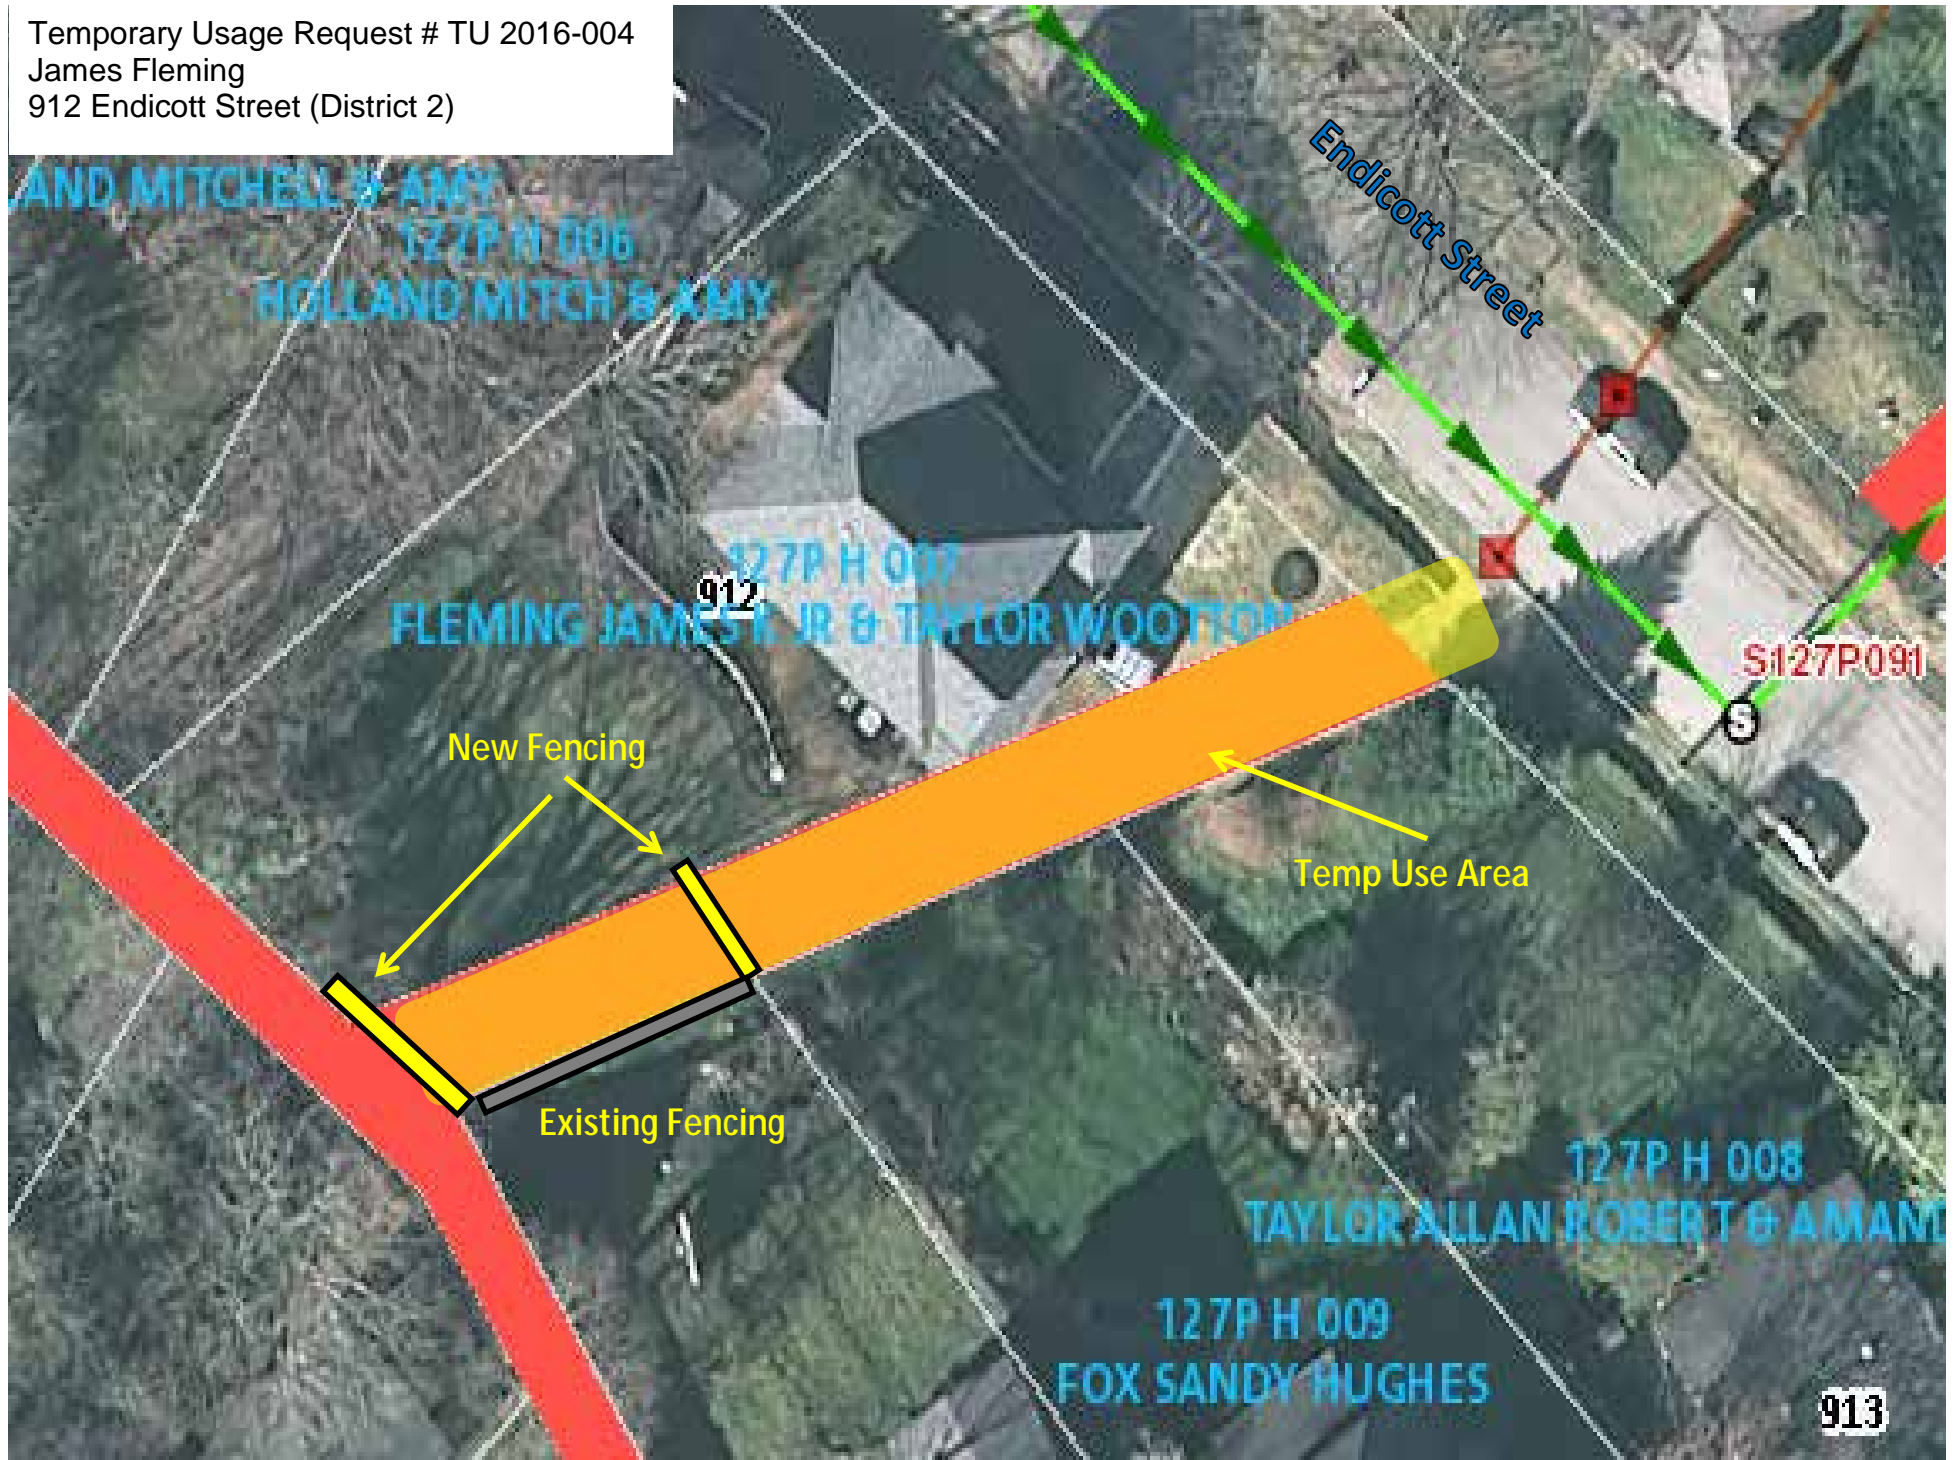 Temporary Usage Request # TU 2016-004
James Fleming
912 Endicott Street (District 2)
AND MITCHELL & AMY
127P H 006
HOLLAND MITCH & AMY
Endicott Street
127P H 007
912
FLEMING JAMES R JR & TAYLOR WOOTTON
S127P091
S
New Fencing
Temp Use Area
Existing Fencing
127P H 008
TAYLOR ALLAN ROBERT & AMAND
127P H 009
FOX SANDY HUGHES
913